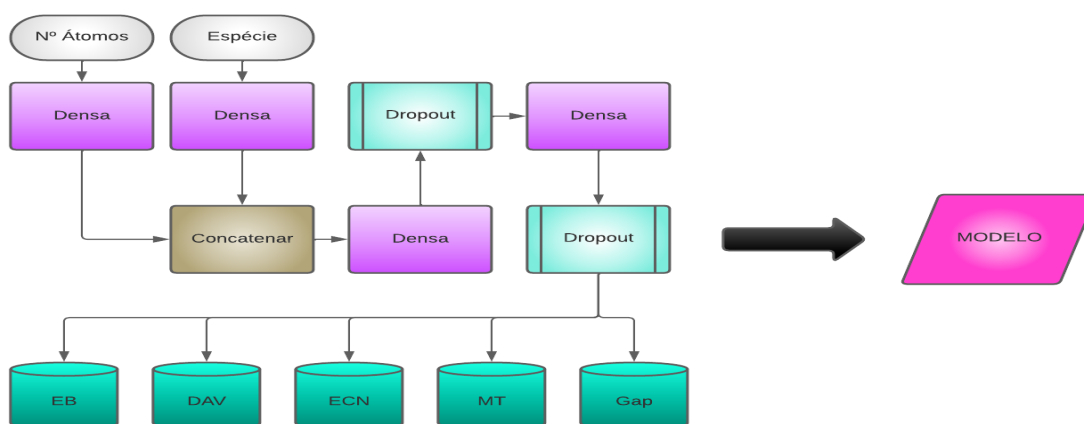 Nº Átomos
Espécie
Densa
Densa
Dropout
Densa
Concatenar
Densa
Dropout
MODELO
EB
DAV
ECN
MT
Gap